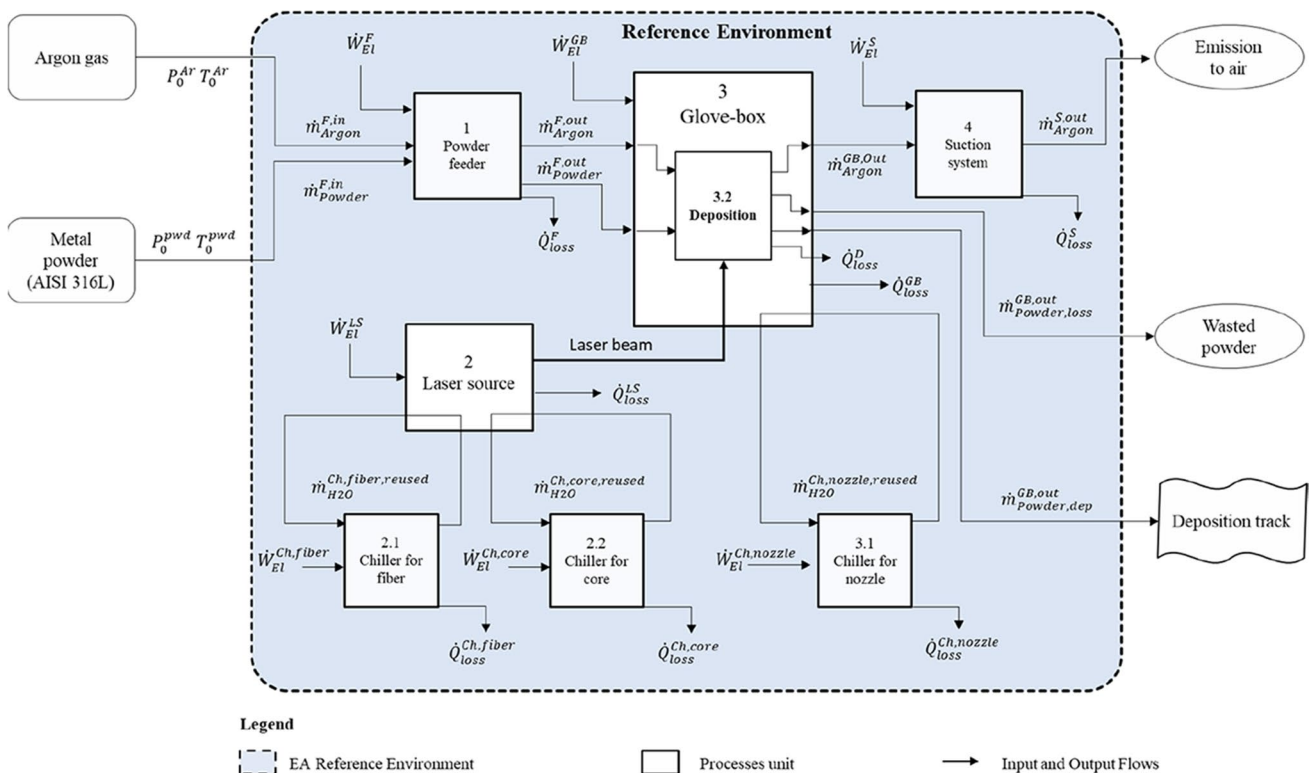 Reference Environment
Argon gas
P_0^{Ar} T_0^{Ar}
Ẇ_{El}^{F}
Ẇ_{El}^{GB}
Ẇ_{El}^{S}
Emission
to air
ṁ_{Argon}^{F,in}
1
Powder
feeder
ṁ_{Argon}^{F,out}
3
Glove-box
4
Suction
system
ṁ_{Argon}^{S,out}
ṁ_{Powder}^{F,in}
ṁ_{Powder}^{F,out}
3.2
Deposition
ṁ_{Argon}^{GB,Out}
Metal
powder
(AISI 316L)
P_0^{pwd} T_0^{pwd}
Q̇_{loss}^{F}
Q̇_{loss}^{D}
Q̇_{loss}^{GB}
Q̇_{loss}^{S}
ṁ_{Powder,loss}^{GB,out}
Wasted
powder
Ẇ_{El}^{LS}
Laser beam
2
Laser source
Q̇_{loss}^{LS}
ṁ_{H2O}^{Ch,fiber,reused}
ṁ_{H2O}^{Ch,core,reused}
ṁ_{H2O}^{Ch,nozzle,reused}
ṁ_{Powder,dep}^{GB,out}
Deposition track
Ẇ_{El}^{Ch,fiber}
2.1
Chiller for
fiber
Ẇ_{El}^{Ch,core}
2.2
Chiller for
core
Ẇ_{El}^{Ch,nozzle}
3.1
Chiller for
nozzle
Q̇_{loss}^{Ch,fiber}
Q̇_{loss}^{Ch,core}
Q̇_{loss}^{Ch,nozzle}
Legend
EA Reference Environment
Processes unit
Input and Output Flows